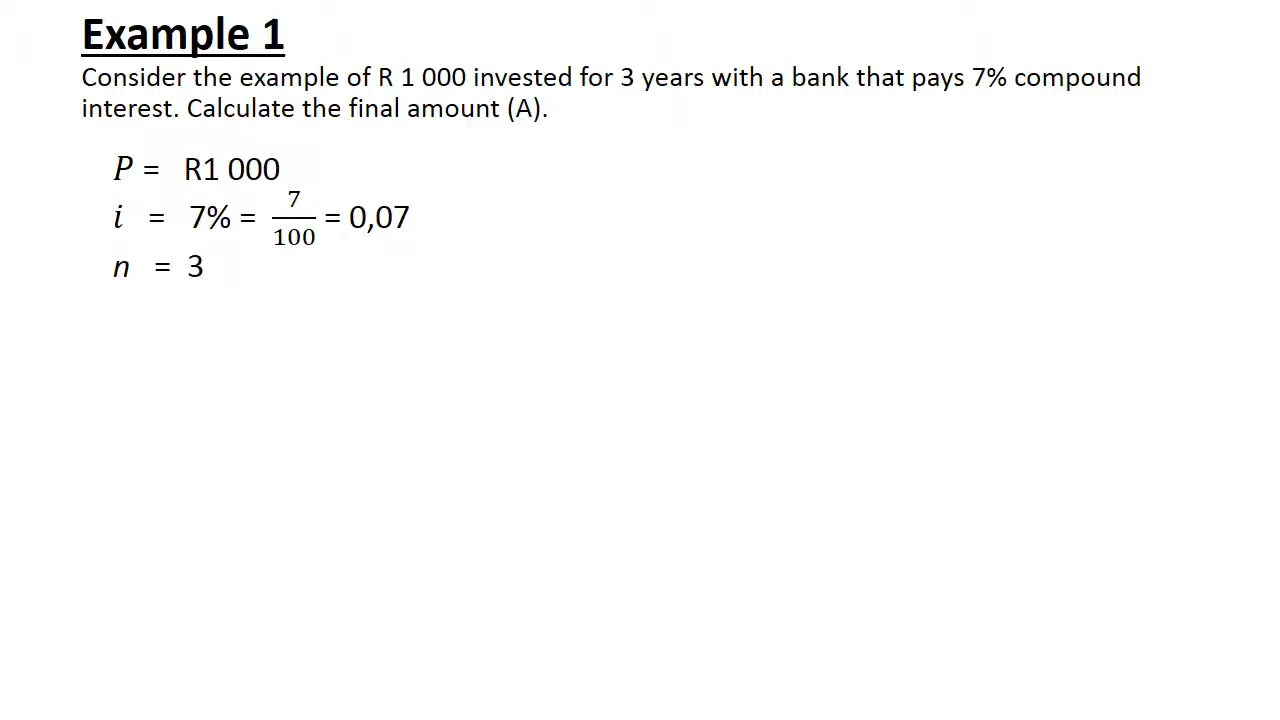 Example 1
Consider the example of R 1 000 invested for 3 years with a bank that pays 7% compound
interest. Calculate the final amount (A).
P = R1 000
i = 7% = 7/100 = 0,07
n = 3